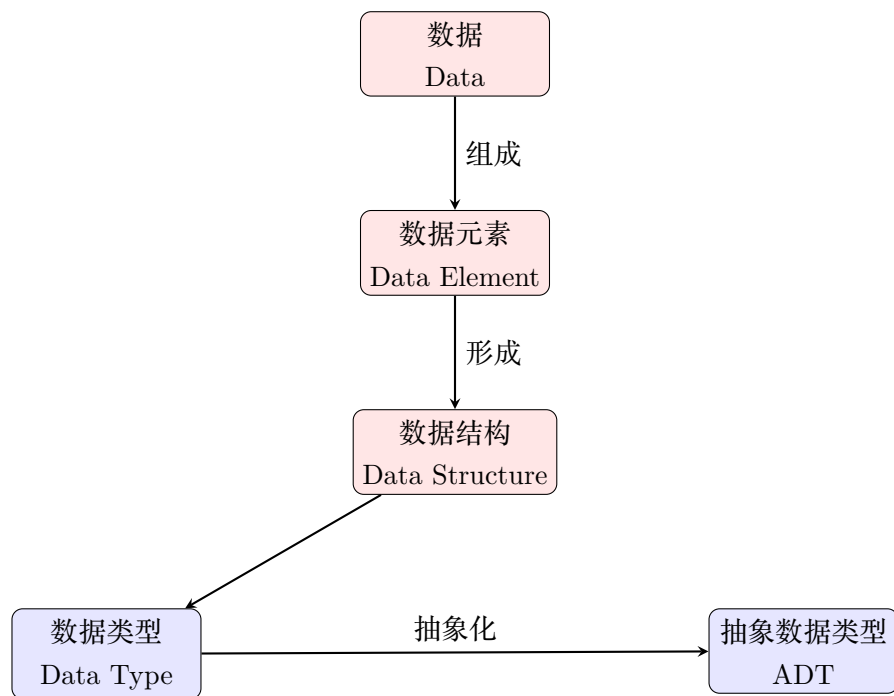 数据
Data
组成
数据元素
Data Element
形成
数据结构
Data Structure
数据类型
Data Type
抽象化
抽象数据类型
ADT